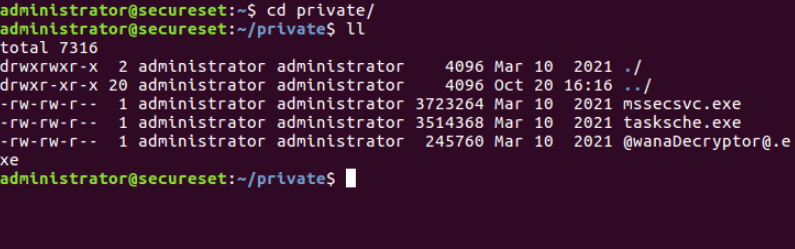 administrator@secureset:~$ cd private/
administrator@secureset:~/private$ ll
total 7316
drwxrwxr-x  2 administrator administrator    4096 Mar 10  2021 ./
drwxr-xr-x 20 administrator administrator    4096 Oct 20 16:16 ../
-rw-rw-r--  1 administrator administrator 3723264 Mar 10  2021 mssecsvc.exe
-rw-rw-r--  1 administrator administrator 3514368 Mar 10  2021 tasksche.exe
-rw-rw-r--  1 administrator administrator  245760 Mar 10  2021 @wanaDecryptor@.e
xe
administrator@secureset:~/private$